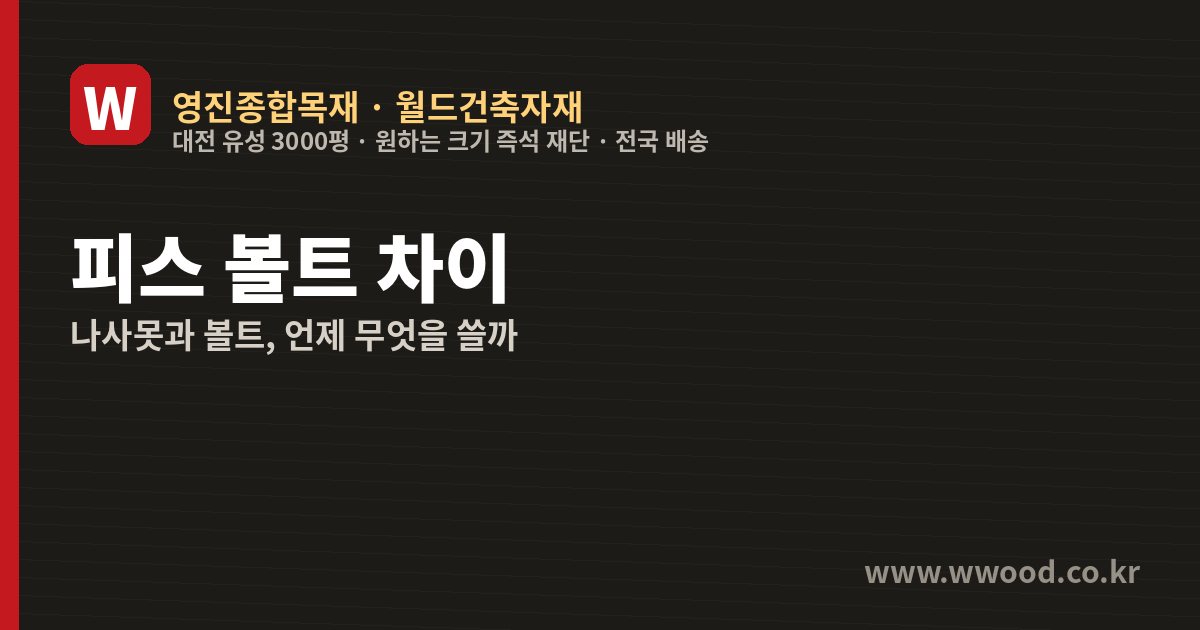 W
영진종합목재 · 월드건축자재
대전 유성 3000평 · 원하는 크기 즉석 재단 · 전국 배송
피스 볼트 차이
나사못과 볼트, 언제 무엇을 쓸까
www.wwood.co.kr